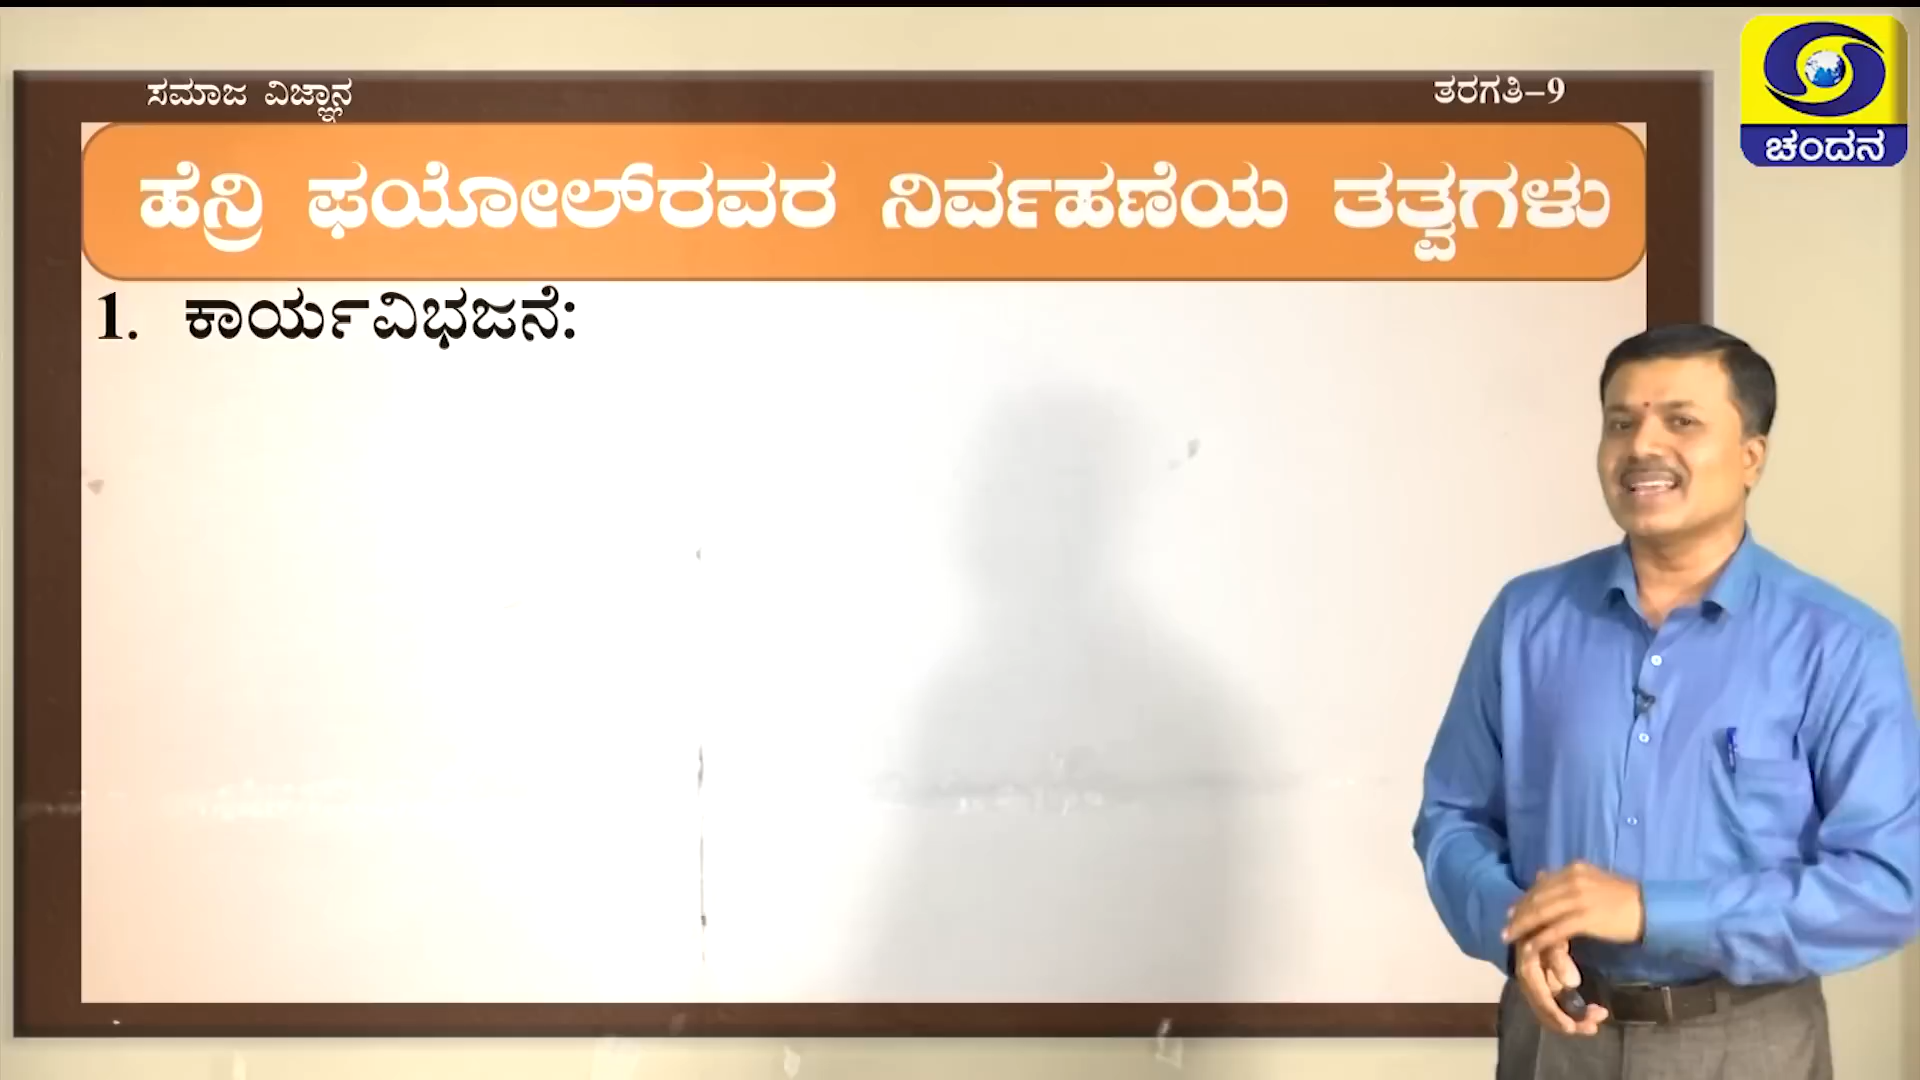 ಸಮಾಜ ವಿಜ್ಞಾನ
ತರಗತಿ-9
ಚಂದನ
ಹೆನ್ರಿ ಫಯೋಲ್‌ರವರ ನಿರ್ವಹಣೆಯ ತತ್ವಗಳು
1. ಕಾರ್ಯವಿಭಜನೆ: